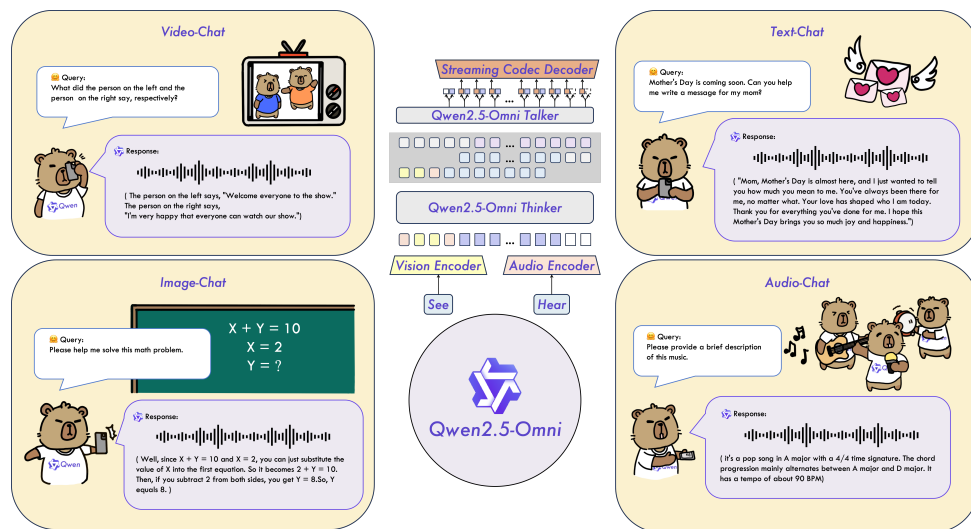 Video-Chat
Query:
What did the person on the left and the
person on the right say, respectively?
Response:
( The person on the left says, "Welcome everyone to the show."
The person on the right says,
"I'm very happy that everyone can watch our show.")
Qwen
Streaming Codec Decoder
...
Qwen2.5-Omni Talker
...
...
Qwen2.5-Omni Thinker
...
Vision Encoder
Audio Encoder
See
Hear
Qwen2.5-Omni
Text-Chat
Query:
Mother's Day is coming soon. Can you help
me write a message for my mom?
Response:
( "Mom, Mother's Day is almost here, and I just wanted to tell
you how much you mean to me. You've always been there for
me, no matter what. Your love has shaped who I am today.
Thank you for everything you've done for me. I hope this
Mother's Day brings you so much joy and happiness.")
Qwen
Image-Chat
X + Y = 10
X = 2
Y = ?
Query:
Please help me solve this math problem.
Response:
( Well, since X + Y = 10 and X = 2, you can just substitute the
value of X into the first equation. So it becomes 2 + Y = 10.
Then, if you subtract 2 from both sides, you get Y = 8.So, Y
equals 8. )
Qwen
Audio-Chat
Query:
Please provide a brief description
of this music.
Response:
( It's a pop song in A major with a 4/4 time signature. The chord
progression mainly alternates between A major and D major. It
has a tempo of about 90 BPM)